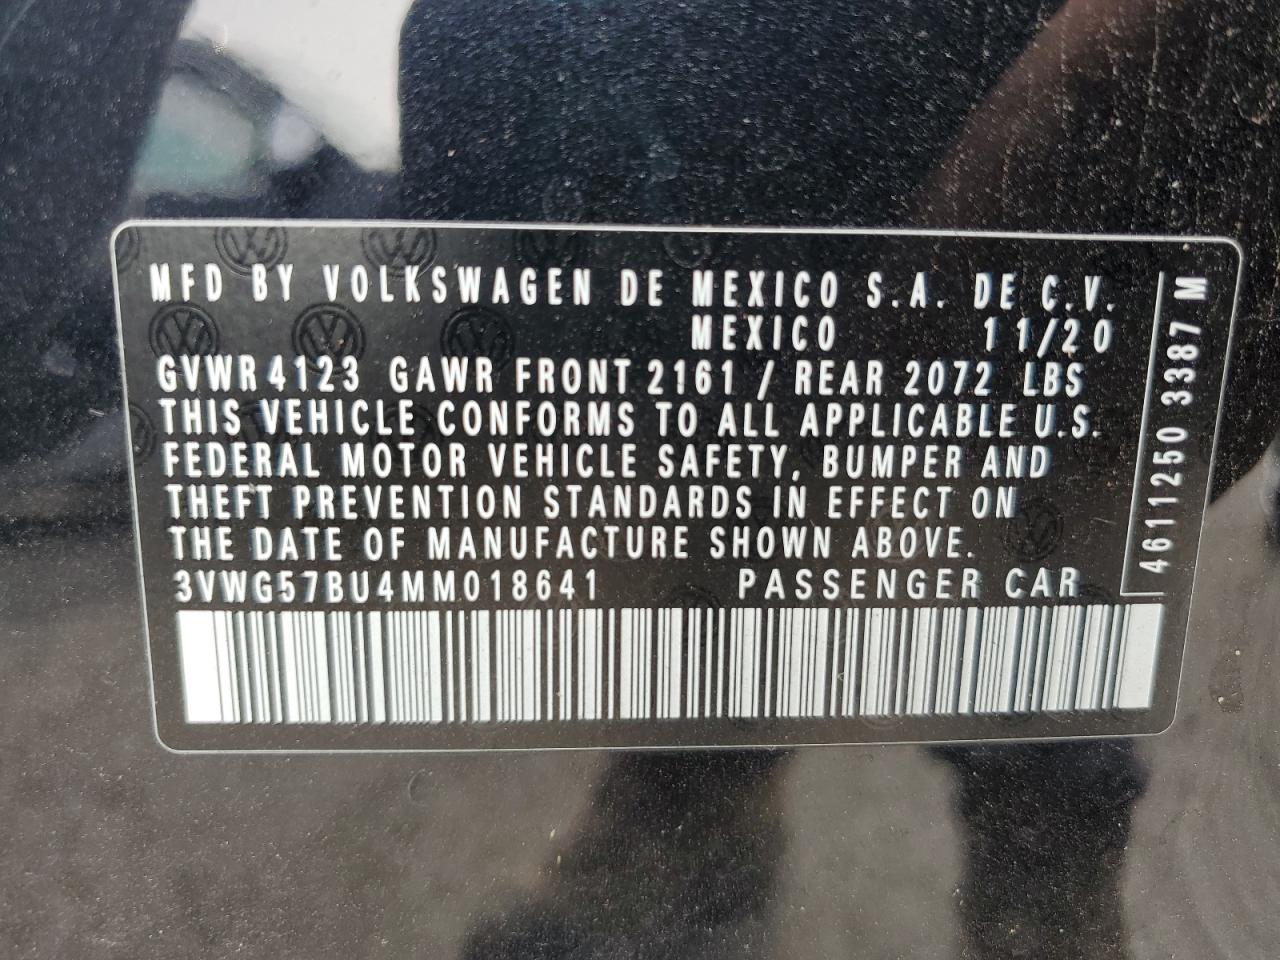 MFD BY VOLKSWAGEN DE MEXICO S.A. DE C.V.
MEXICO 11/20
GVWR 4123 GAWR FRONT 2161 / REAR 2072 LBS
THIS VEHICLE CONFORMS TO ALL APPLICABLE U.S.
FEDERAL MOTOR VEHICLE SAFETY, BUMPER AND
THEFT PREVENTION STANDARDS IN EFFECT ON
THE DATE OF MANUFACTURE SHOWN ABOVE.
3VWG57BU4MM018641 PASSENGER CAR
4611250 3387 M